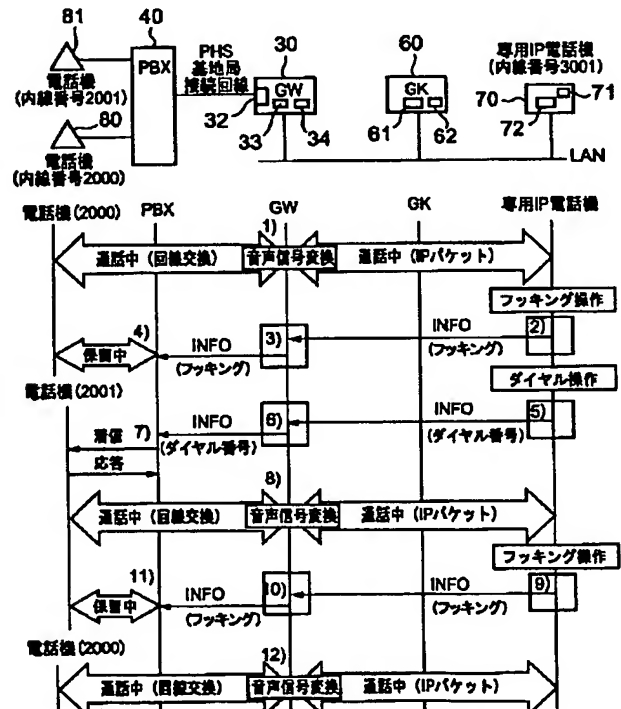 81
40
PBX
PHS
基地局
接続回線
30
GW
60
GK
専用IP電話機
(内線番号3001)
電話機
(内線番号2001)
80
電話機
(内線番号2000)
32
33
34
61
62
70
71
72
LAN
電話機(2000)
PBX
GW
GK
専用IP電話機
1)
通話中(回線交換)
音声信号変換
通話中(IPパケット)
フッキング操作
4)
保留中
INFO
(フッキング)
3)
INFO
(フッキング)
2)
電話機(2001)
ダイヤル操作
着信
7)
応答
INFO
(ダイヤル番号)
6)
INFO
(ダイヤル番号)
5)
8)
通話中(回線交換)
音声信号変換
通話中(IPパケット)
フッキング操作
11)
保留中
INFO
(フッキング)
10)
INFO
(フッキング)
9)
電話機(2000)
12)
通話中(回線交換)
音声信号変換
通話中(IPパケット)